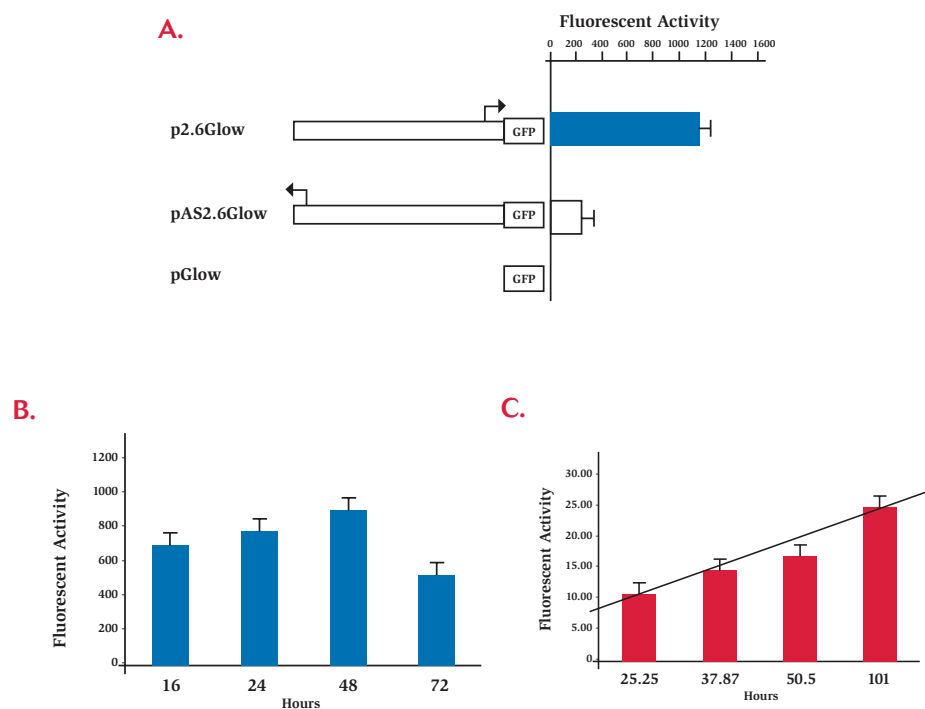 A.
Fluorescent Activity
0 200 400 600 800 1000 1200 1400 1600
p2.6Glow
GFP
pAS2.6Glow
GFP
pGlow
GFP
B.
Fluorescent Activity
1200
1000
800
600
400
200
0
16 24 48 72
Hours
C.
Fluorescent Activity
30.00
25.00
20.00
15.00
10.00
5.00
0
25.25 37.87 50.5 101
Hours